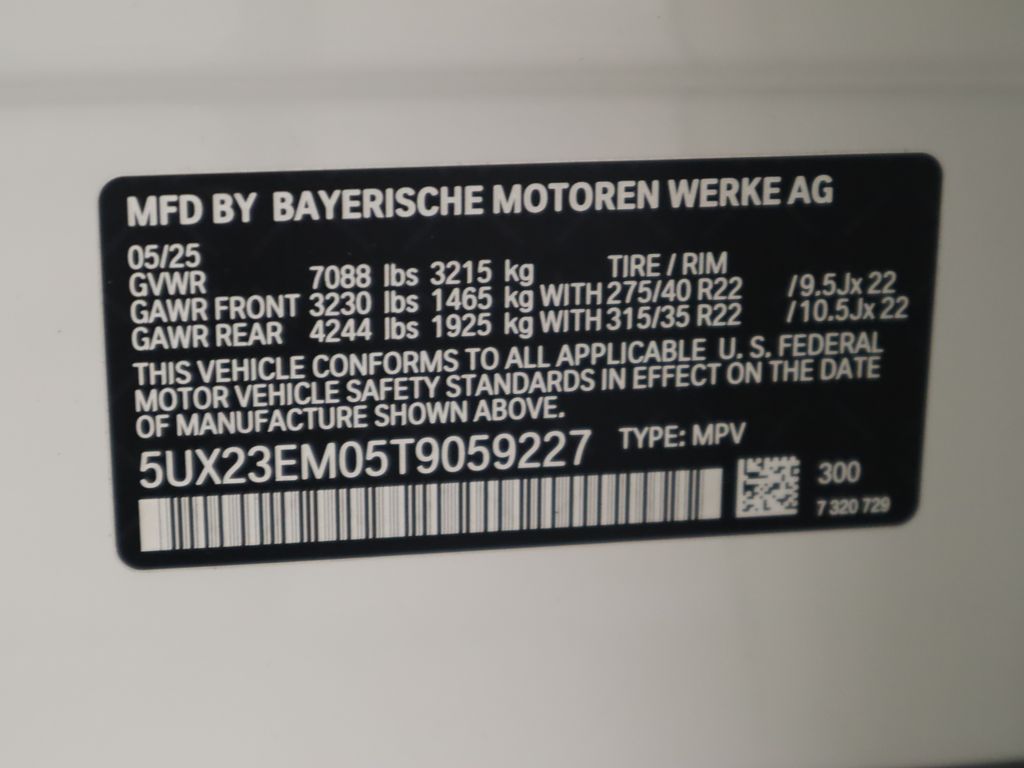 MFD BY BAYERISCHE MOTOREN WERKE AG
05/25 TIRE / RIM
GVWR 7088 lbs 3215 kg
GAWR FRONT 3230 lbs 1465 kg WITH 275/40 R22 /9.5Jx 22
GAWR REAR 4244 lbs 1925 kg WITH 315/35 R22 /10.5Jx 22
THIS VEHICLE CONFORMS TO ALL APPLICABLE U. S. FEDERAL
MOTOR VEHICLE SAFETY STANDARDS IN EFFECT ON THE DATE
OF MANUFACTURE SHOWN ABOVE.
5UX23EM05T9059227 TYPE: MPV
300
7 320 729